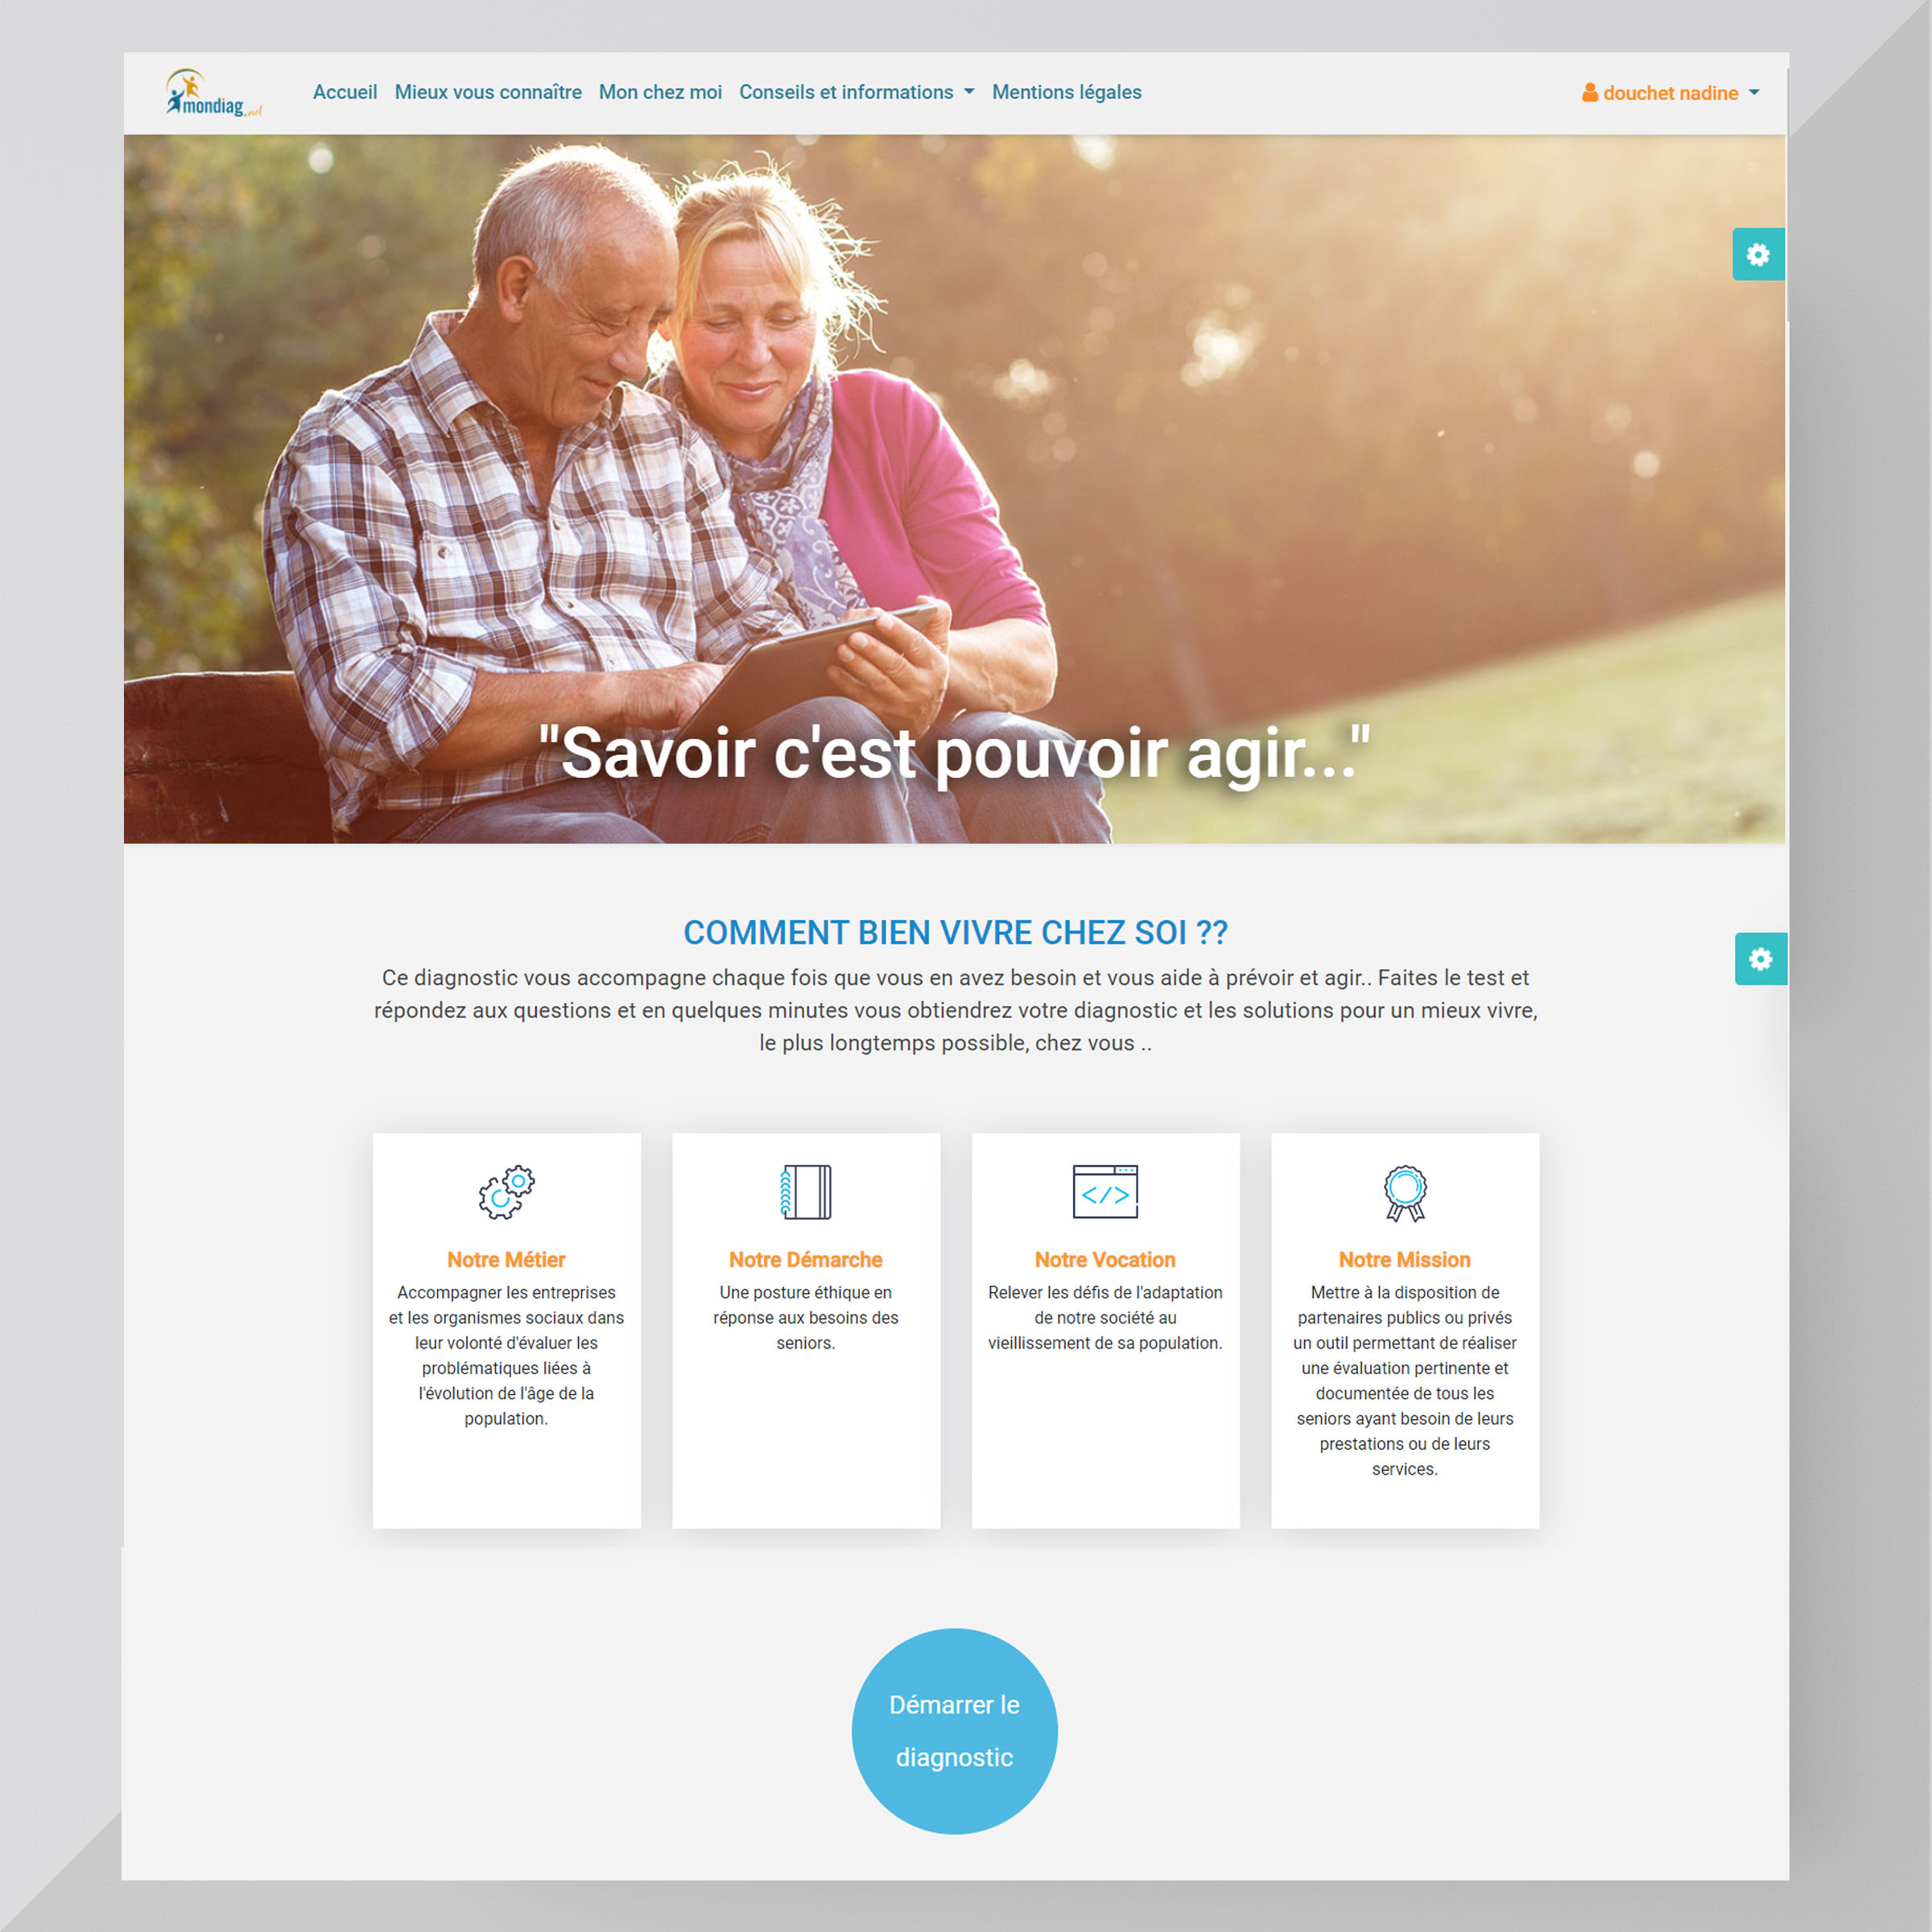 mondiag.net
Accueil Mieux vous connaître Mon chez moi Conseils et informations Mentions légales
douchet nadine
"Savoir c'est pouvoir agir..."
COMMENT BIEN VIVRE CHEZ SOI ??
Ce diagnostic vous accompagne chaque fois que vous en avez besoin et vous aide à prévoir et agir.. Faites le test et
répondez aux questions et en quelques minutes vous obtiendrez votre diagnostic et les solutions pour un mieux vivre,
le plus longtemps possible, chez vous ..
</>
Notre Métier
Accompagner les entreprises
et les organismes sociaux dans
leur volonté d'évaluer les
problématiques liées à
l'évolution de l'âge de la
population.
Notre Démarche
Une posture éthique en
réponse aux besoins des
seniors.
Notre Vocation
Relever les défis de l'adaptation
de notre société au
vieillissement de sa population.
Notre Mission
Mettre à la disposition de
partenaires publics ou privés
un outil permettant de réaliser
une évaluation pertinente et
documentée de tous les
seniors ayant besoin de leurs
prestations ou de leurs
services.
Démarrer le
diagnostic